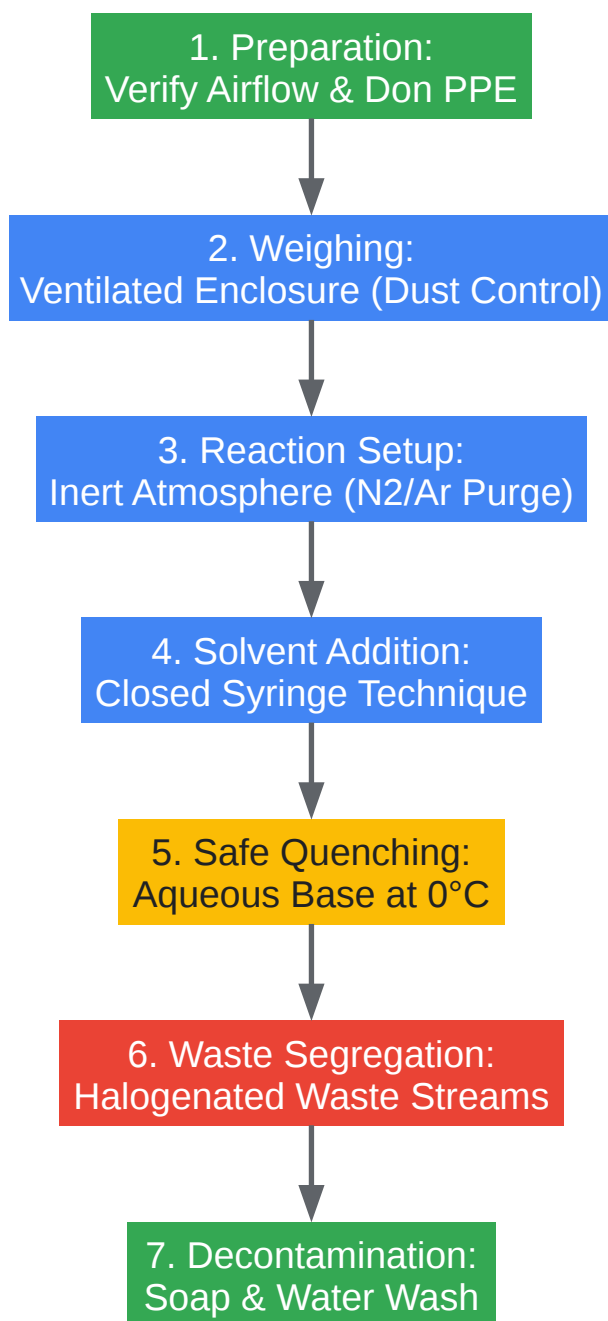 1. Preparation:
Verify Airflow & Don PPE
2. Weighing:
Ventilated Enclosure (Dust Control)
3. Reaction Setup:
Inert Atmosphere (N2/Ar Purge)
4. Solvent Addition:
Closed Syringe Technique
5. Safe Quenching:
Aqueous Base at 0°C
6. Waste Segregation:
Halogenated Waste Streams
7. Decontamination:
Soap & Water Wash